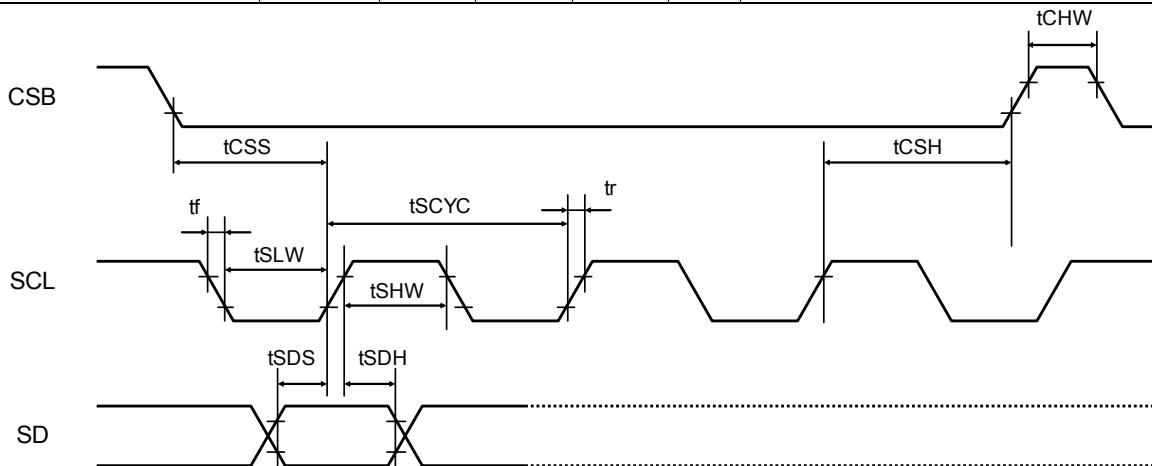 tCHW
CSB
tCSS
tCSH
tr
tf
tSCYC
tSLW
SCL
tSHW
tSDS
tSDH
SD